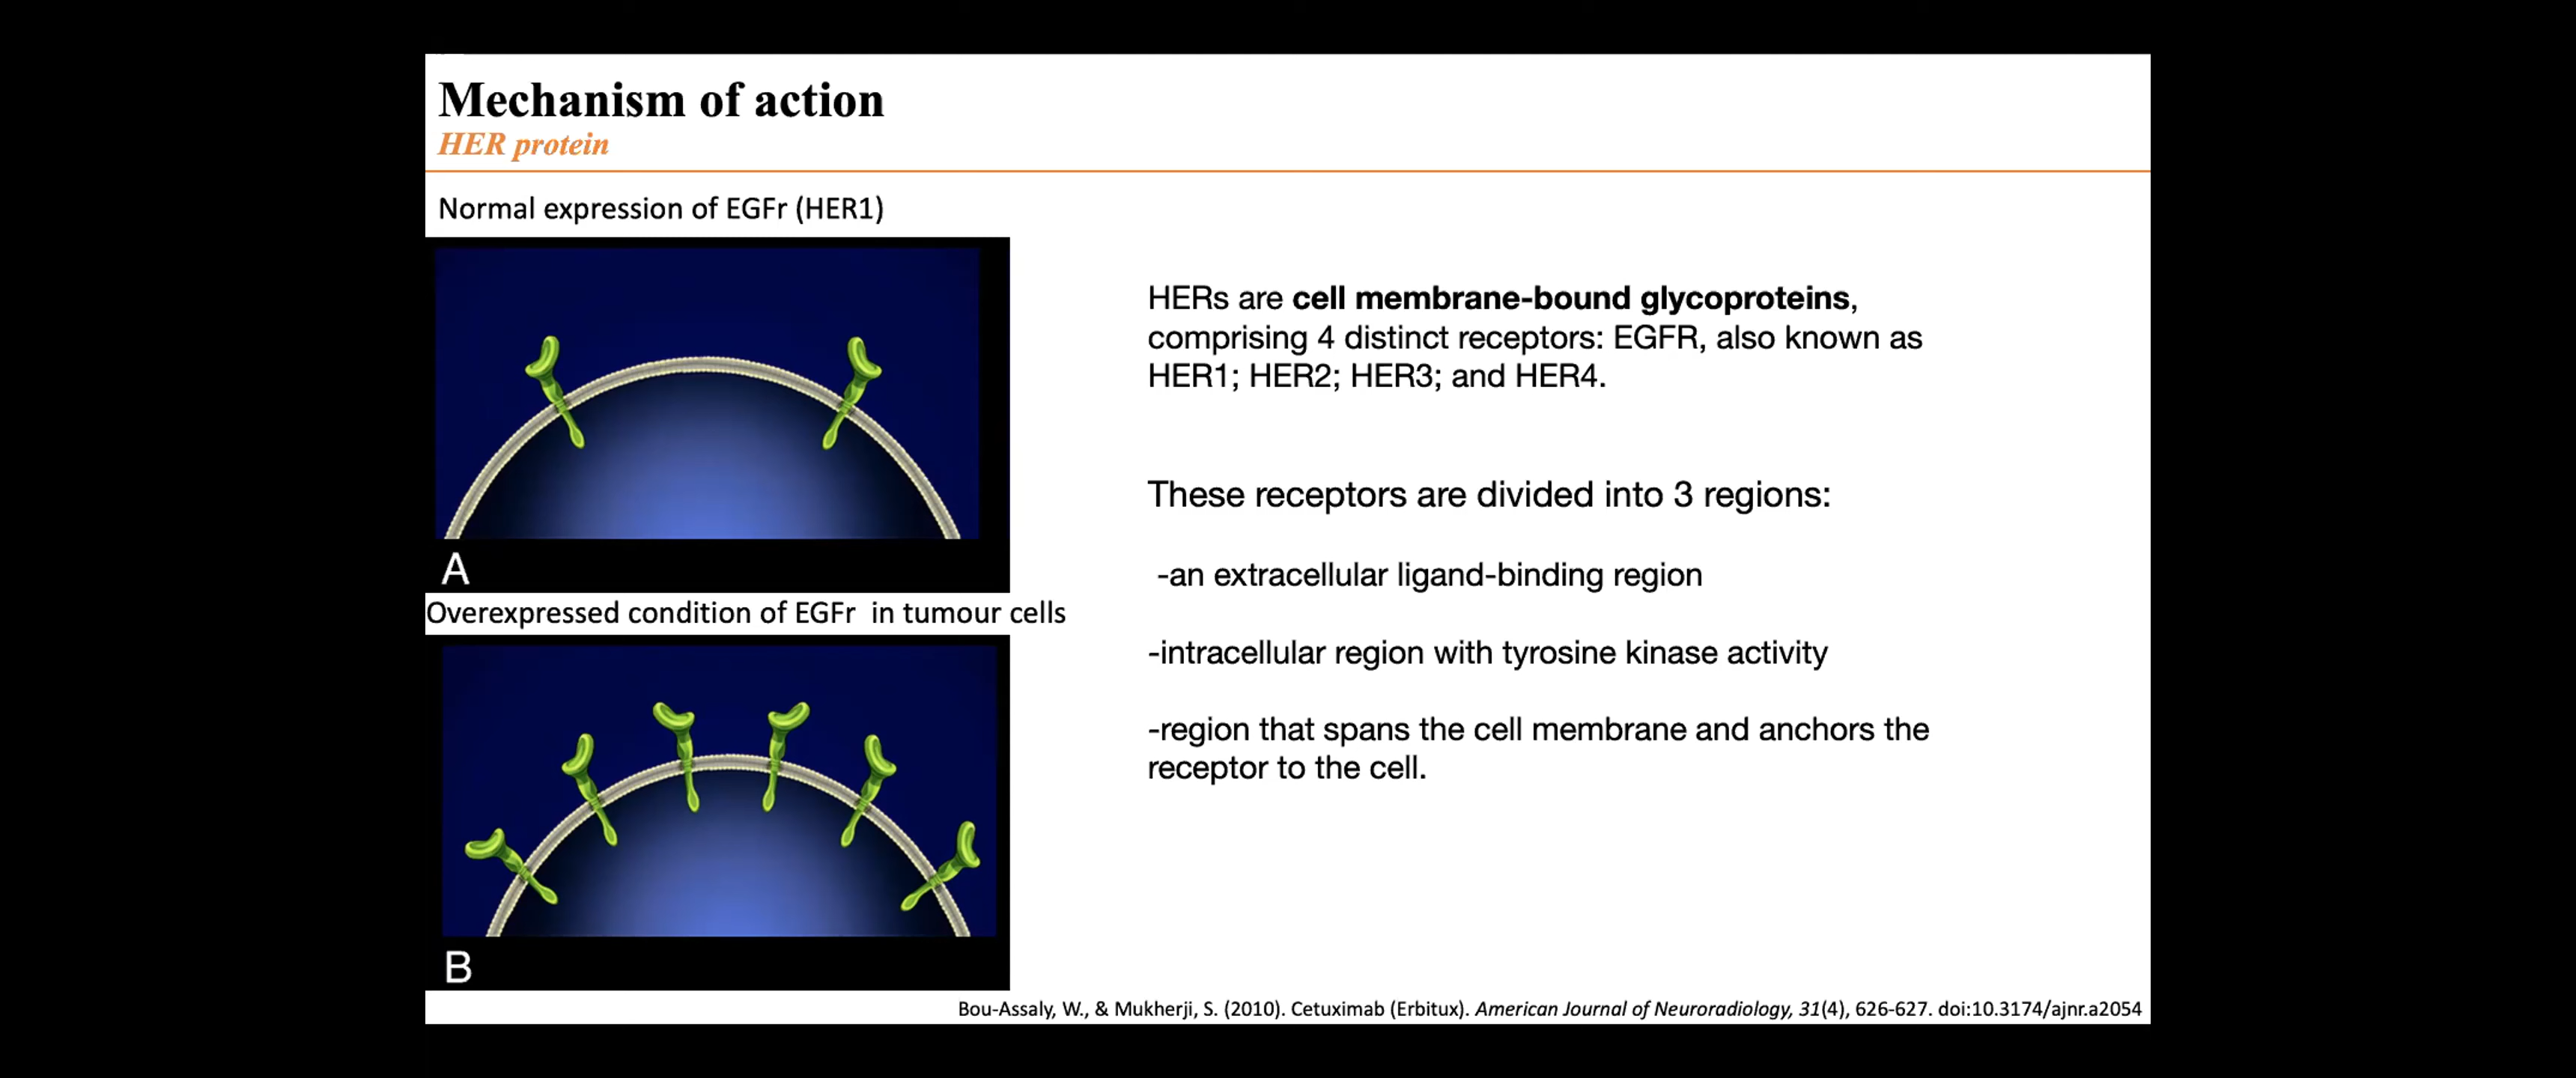 Mechanism of action
HER protein
Normal expression of EGFr (HER1)
A
Overexpressed condition of EGFr in tumour cells
B
HERs are cell membrane-bound glycoproteins,
comprising 4 distinct receptors: EGFR, also known as
HER1; HER2; HER3; and HER4.
These receptors are divided into 3 regions:
-an extracellular ligand-binding region
-intracellular region with tyrosine kinase activity
-region that spans the cell membrane and anchors the
receptor to the cell.
Bou-Assaly, W., & Mukherji, S. (2010). Cetuximab (Erbitux). American Journal of Neuroradiology, 31(4), 626-627. doi:10.3174/ajnr.a2054